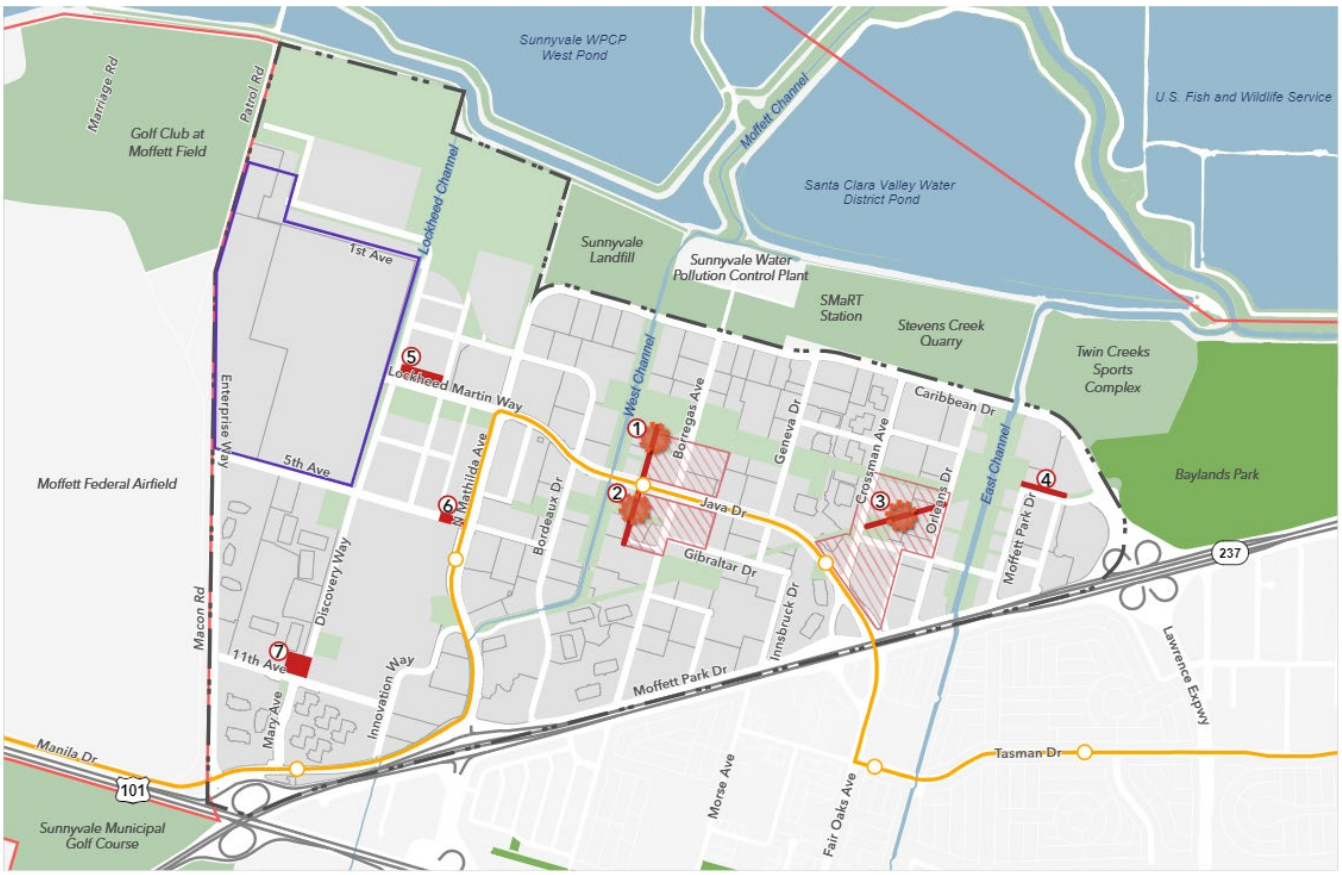 Sunnyvale WPCP
West Pond
Marriage Rd
Patrol Rd
Moffett Channel
U.S. Fish and Wildlife Service
Golf Club at
Moffett Field
Lockheed Channel
Santa Clara Valley Water
District Pond
1st Ave
Sunnyvale
Landfill
Sunnyvale Water
Pollution Control Plant
SMaRT
Station
Stevens Creek
Quarry
Twin Creeks
Sports
Complex
5
Lockheed Martin Way
West Channel
Borregas Ave
Geneva Dr
Caribbean Dr
Enterprise Way
1
Crossman Ave
5th Ave
N Mathilda Ave
Orleans Dr
East Channel
Baylands Park
Moffett Federal Airfield
2
Java Dr
3
4
6
Bordeaux Dr
Moffett Park Dr
Gibraltar Dr
237
Discovery Way
Innsbruck Dr
Macon Rd
7
11th Ave
Innovation Way
Moffett Park Dr
Lawrence Expwy
Mary Ave
Manila Dr
Tasman Dr
101
Morse Ave
Fair Oaks Ave
Sunnyvale Municipal
Golf Course